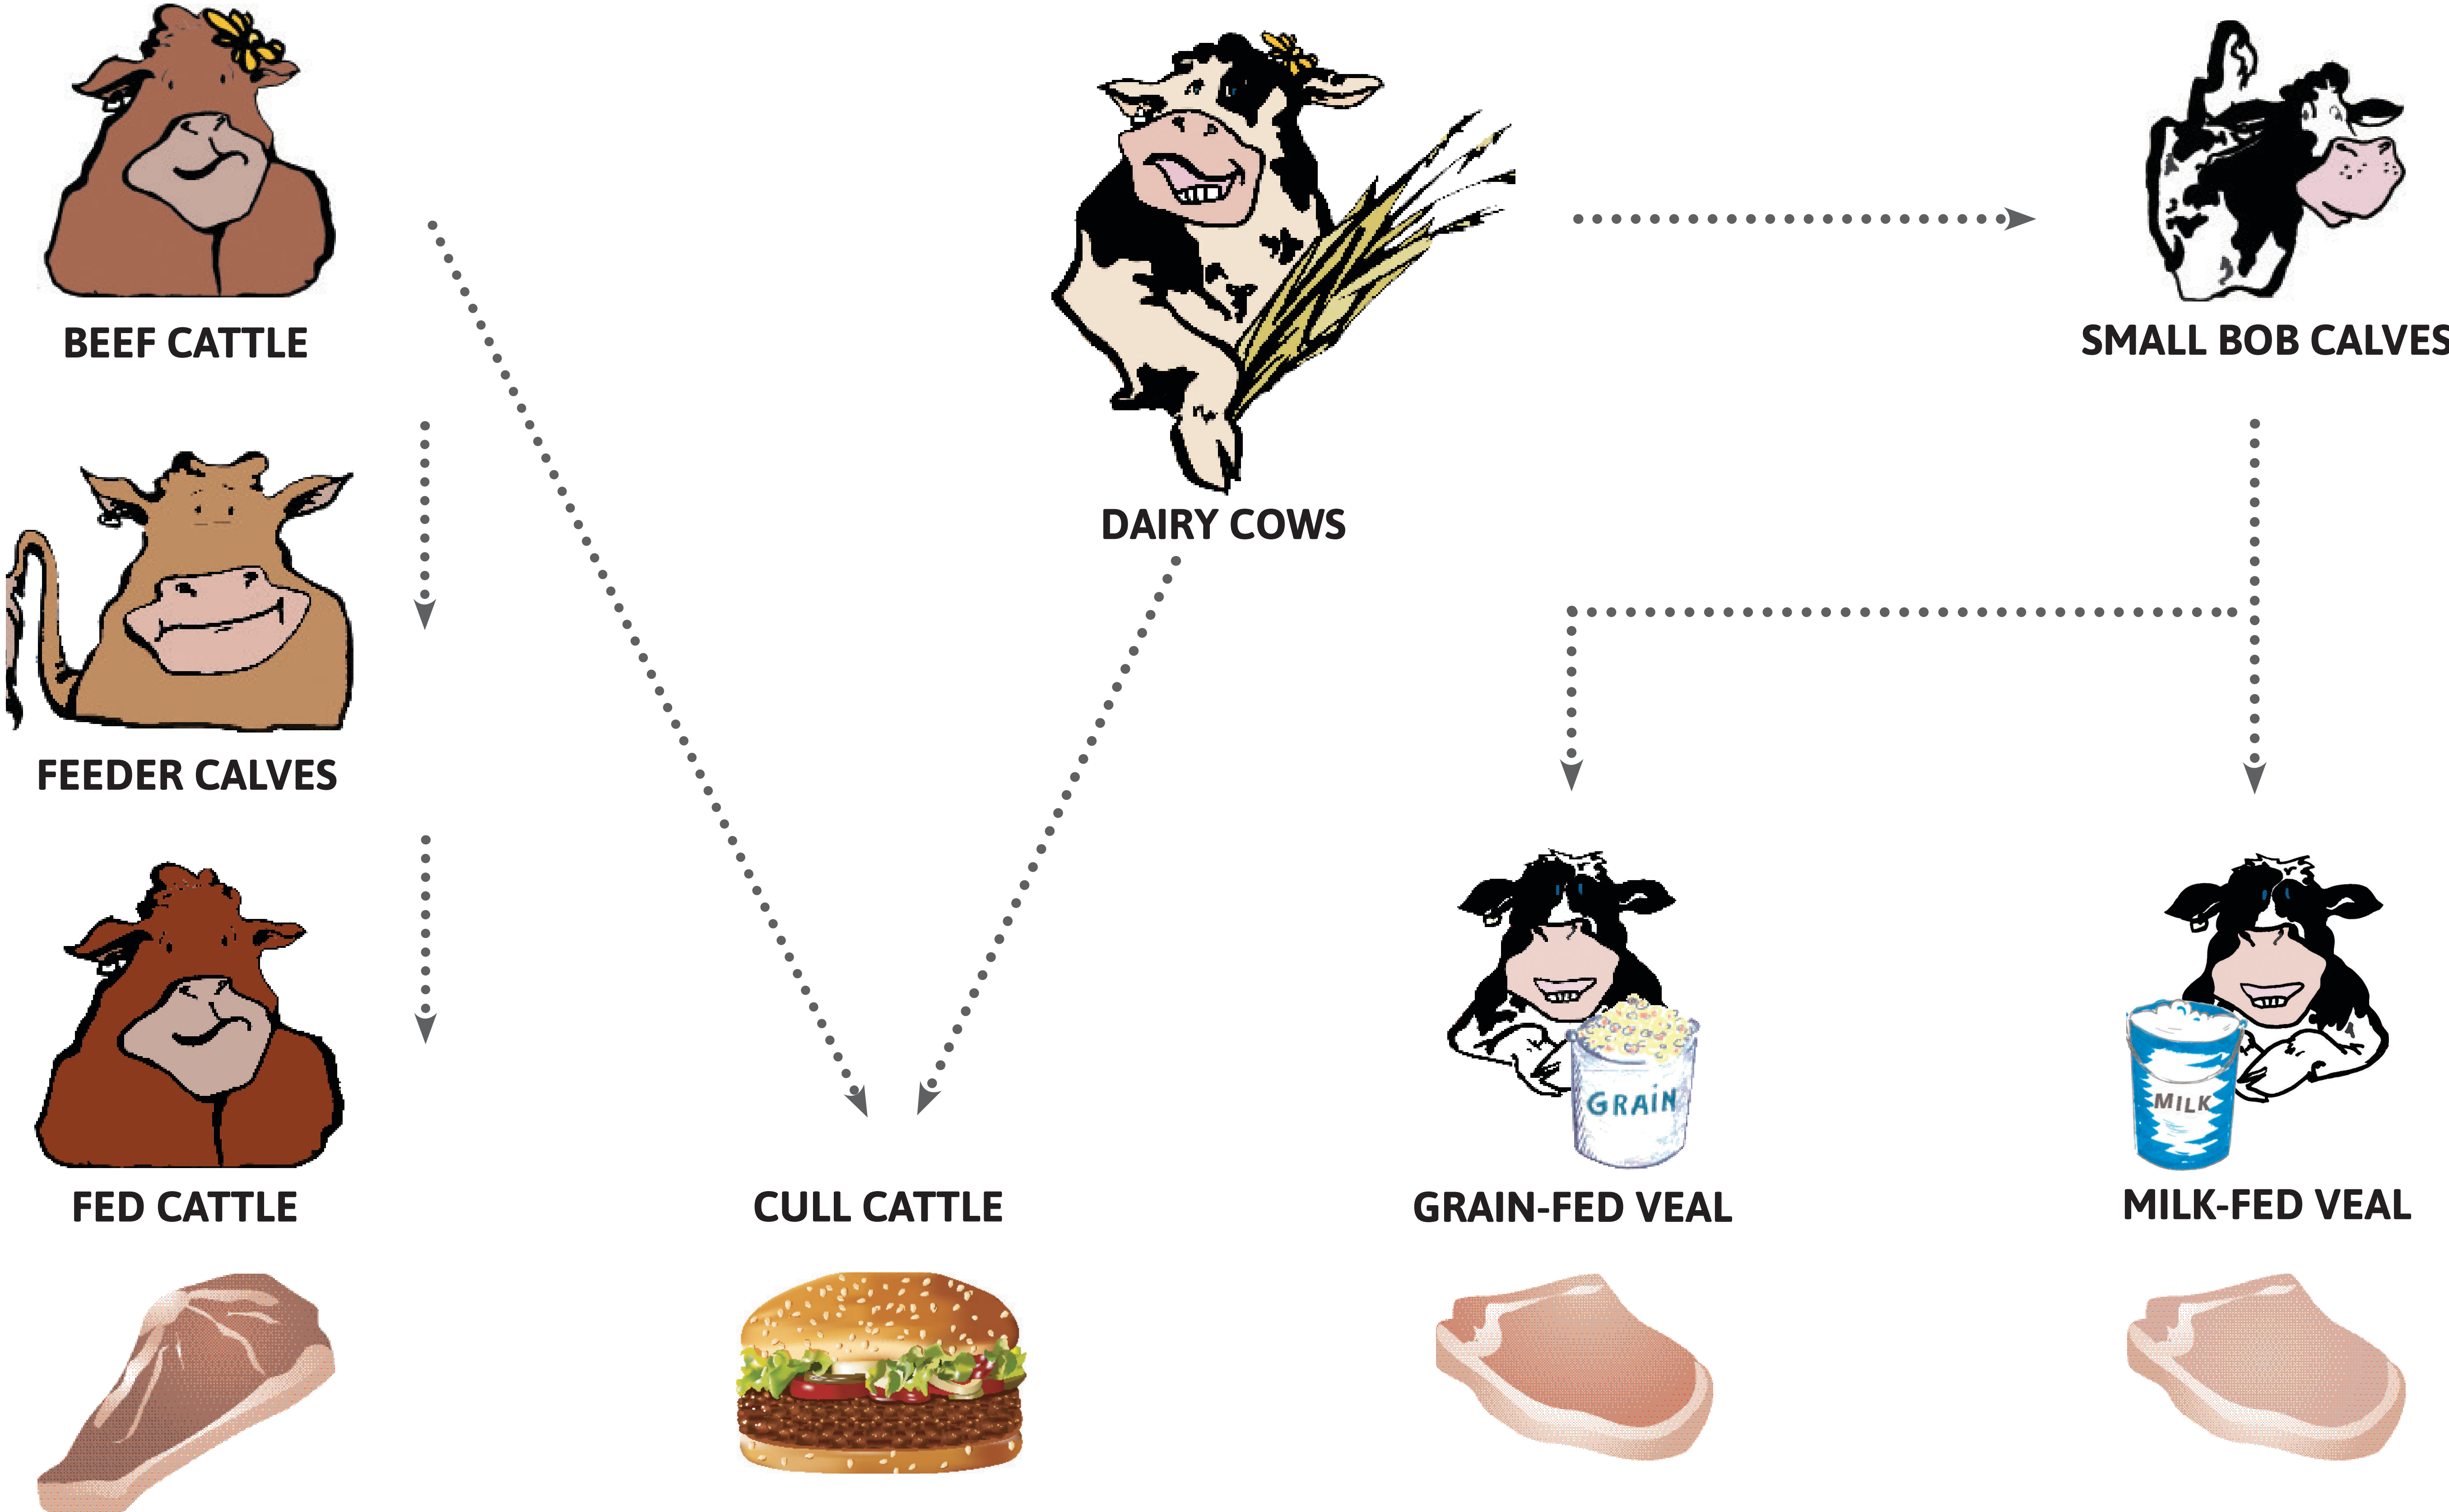 BEEF CATTLE
SMALL BOB CALVES
DAIRY COWS
FEEDER CALVES
GRAIN
MILK
FED CATTLE
CULL CATTLE
GRAIN-FED VEAL
MILK-FED VEAL